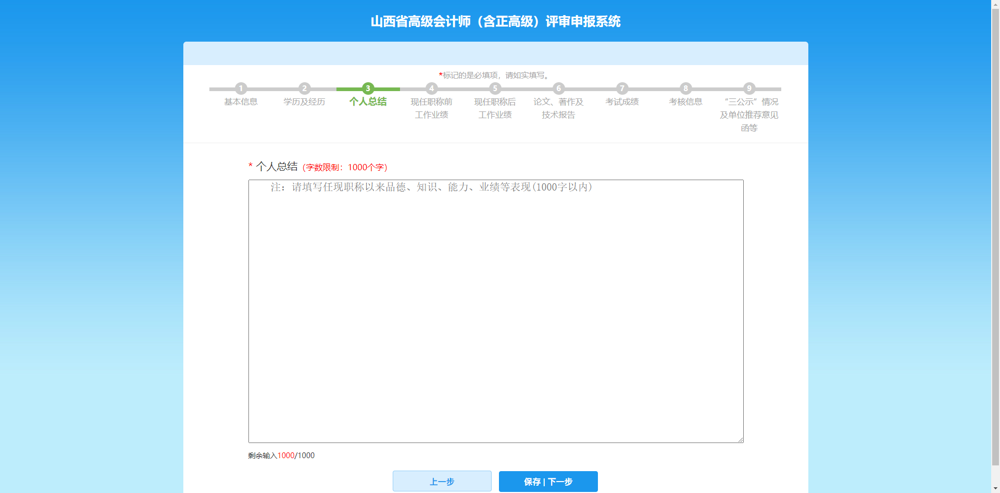 山西省高级会计师（含正高级）评审申报系统
*标记的是必填项，请如实填写。
1 2 3 4 5 6 7 8 9
基本信息 学历及经历 个人总结 现任职称前 现任职称后 论文、著作及 考试成绩 考核信息 “三公示”情况
工作业绩 工作业绩 技术报告 及单位推荐意见
函等
* 个人总结（字数限制：1000个字）
注：请填写任现职称以来品德、知识、能力、业绩等表现(1000字以内)
剩余输入1000/1000
上一步 保存 | 下一步